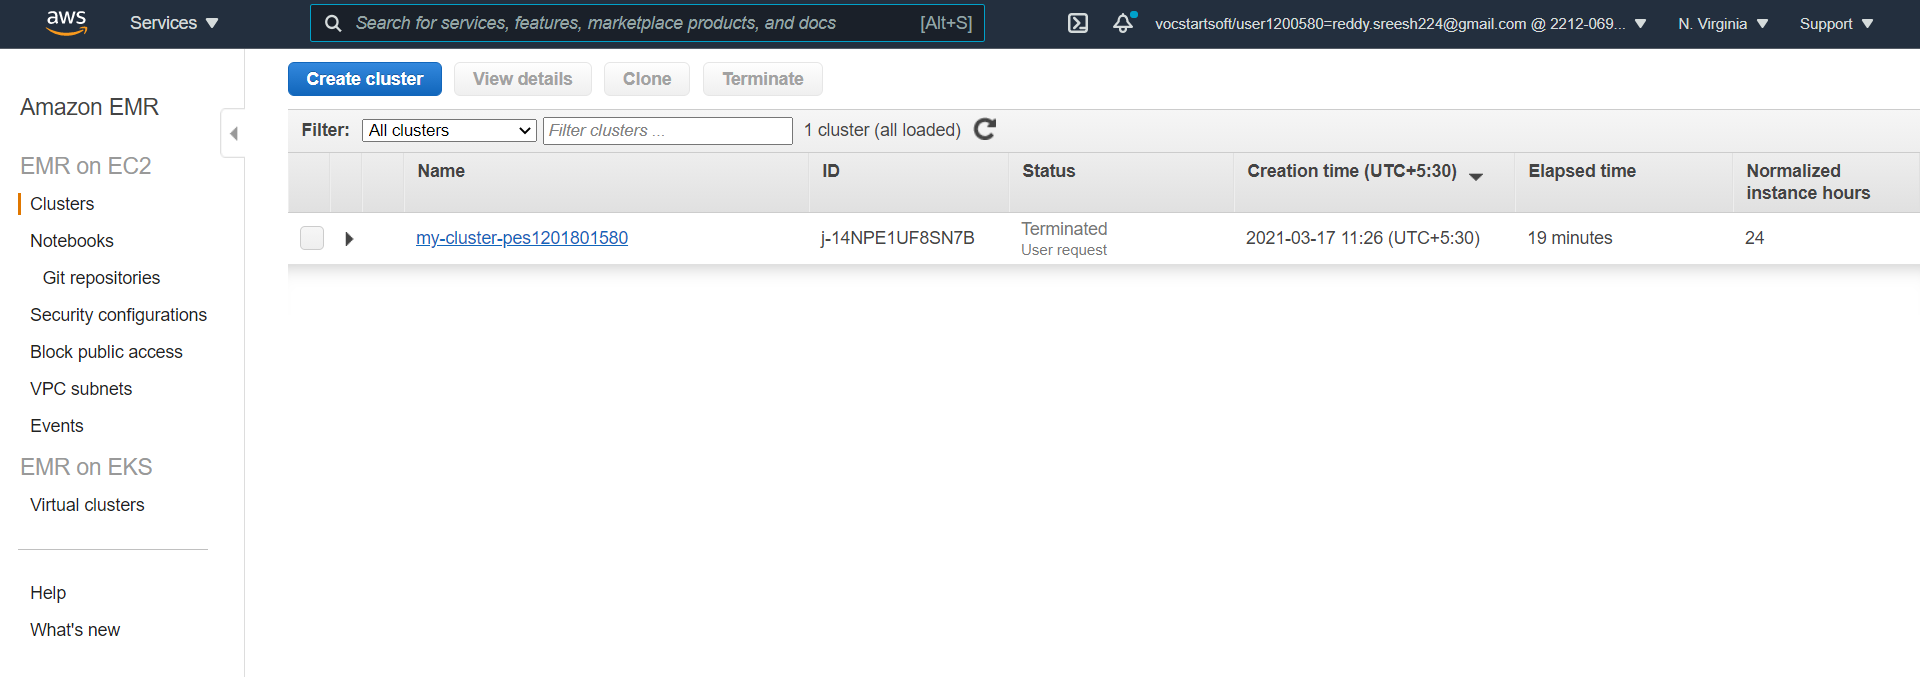 aws Services Search for services, features, marketplace products, and docs [Alt+S] vocstartsoft/user1200580=reddy.sreesh224@gmail.com @ 2212-069... N. Virginia Support
Amazon EMR
EMR on EC2
Clusters
Notebooks
Git repositories
Security configurations
Block public access
VPC subnets
Events
EMR on EKS
Virtual clusters
Help
What's new
Create cluster View details Clone Terminate
Filter: All clusters Filter clusters ... 1 cluster (all loaded)
Name ID Status Creation time (UTC+5:30) Elapsed time Normalized
instance hours
my-cluster-pes1201801580 j-14NPE1UF8SN7B Terminated 2021-03-17 11:26 (UTC+5:30) 19 minutes 24
User request